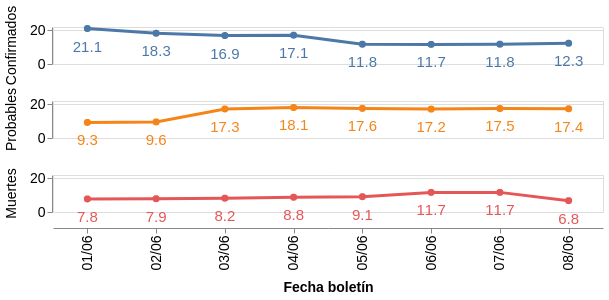 Confirmados
20
0
21.1 18.3 16.9 17.1 11.8 11.7 11.8 12.3
Probables
20
0
9.3 9.6 17.3 18.1 17.6 17.2 17.5 17.4
Muertes
20
0
7.8 7.9 8.2 8.8 9.1 11.7 11.7 6.8
01/06 02/06 03/06 04/06 05/06 06/06 07/06 08/06
Fecha boletín